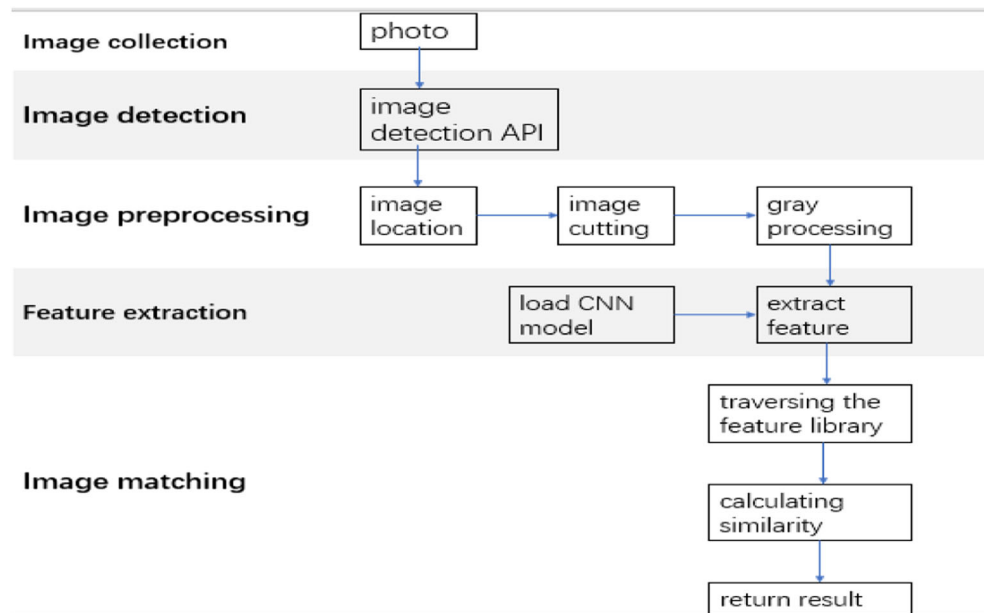 Image collection
photo
Image detection
image
detection API
Image preprocessing
image
location
image
cutting
gray
processing
Feature extraction
load CNN
model
extract
feature
Image matching
traversing the
feature library
calculating
similarity
return result